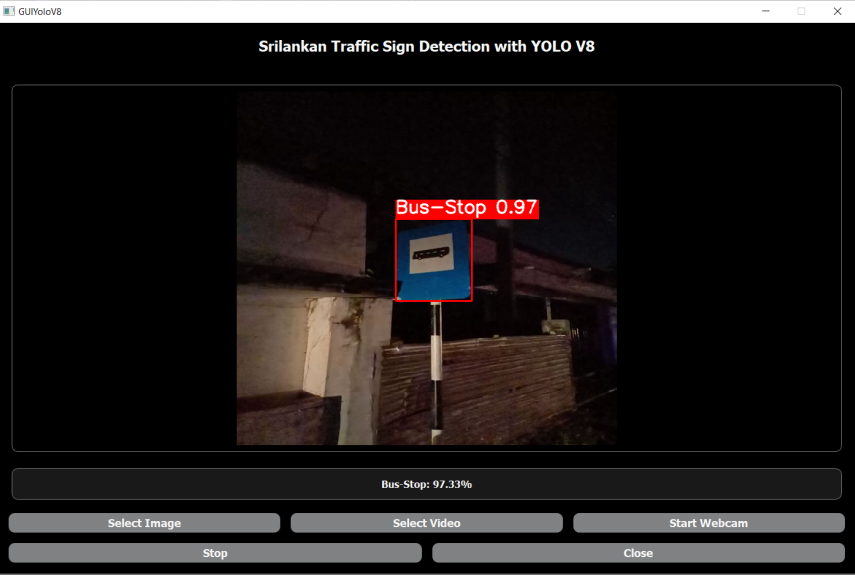 GUIYoloV8
Srilankan Traffic Sign Detection with YOLO V8
Bus-Stop 0.97
Bus-Stop: 97.33%
Select Image
Select Video
Start Webcam
Stop
Close